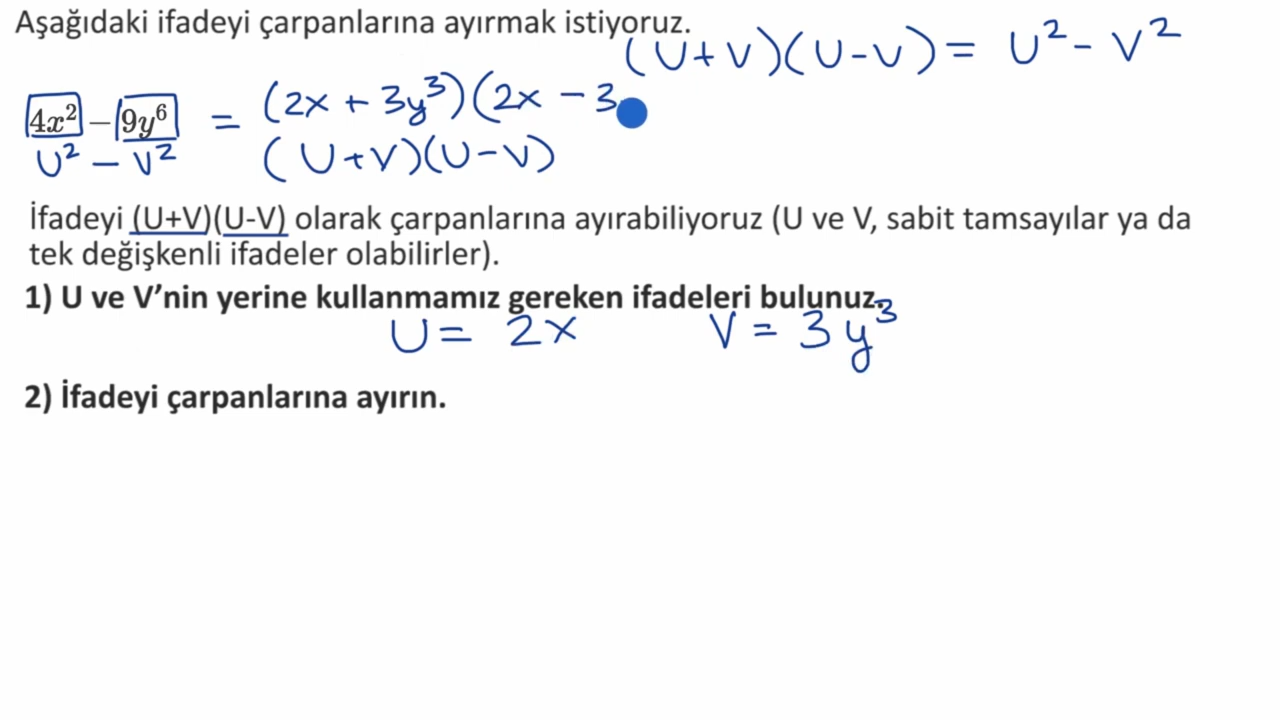 Aşağıdaki ifadeyi çarpanlarına ayırmak istiyoruz.
(U+V)(U-V) = U² - V²
4x² - 9y⁶ = (2x + 3y³)(2x - 3
U² - V² (U+V)(U-V)
İfadeyi (U+V)(U-V) olarak çarpanlarına ayırabiliyoruz (U ve V, sabit tamsayılar ya da
tek değişkenli ifadeler olabilirler).
1) U ve V’nin yerine kullanmamız gereken ifadeleri bulunuz.
U = 2x V = 3y³
2) İfadeyi çarpanlarına ayırın.